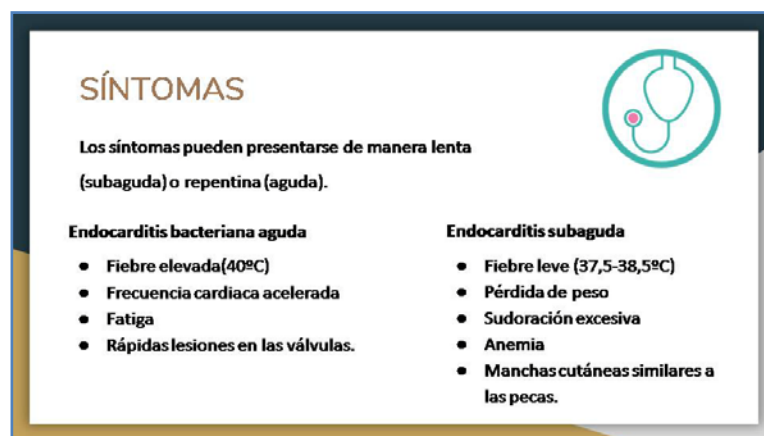 SÍNTOMAS
Los síntomas pueden presentarse de manera lenta
(subaguda) o repentina (aguda).
Endocarditis bacteriana aguda
● Fiebre elevada(40ºC)
● Frecuencia cardiaca acelerada
● Fatiga
● Rápidas lesiones en las válvulas.
Endocarditis subaguda
● Fiebre leve (37,5-38,5ºC)
● Pérdida de peso
● Sudoración excesiva
● Anemia
● Manchas cutáneas similares a
las pecas.